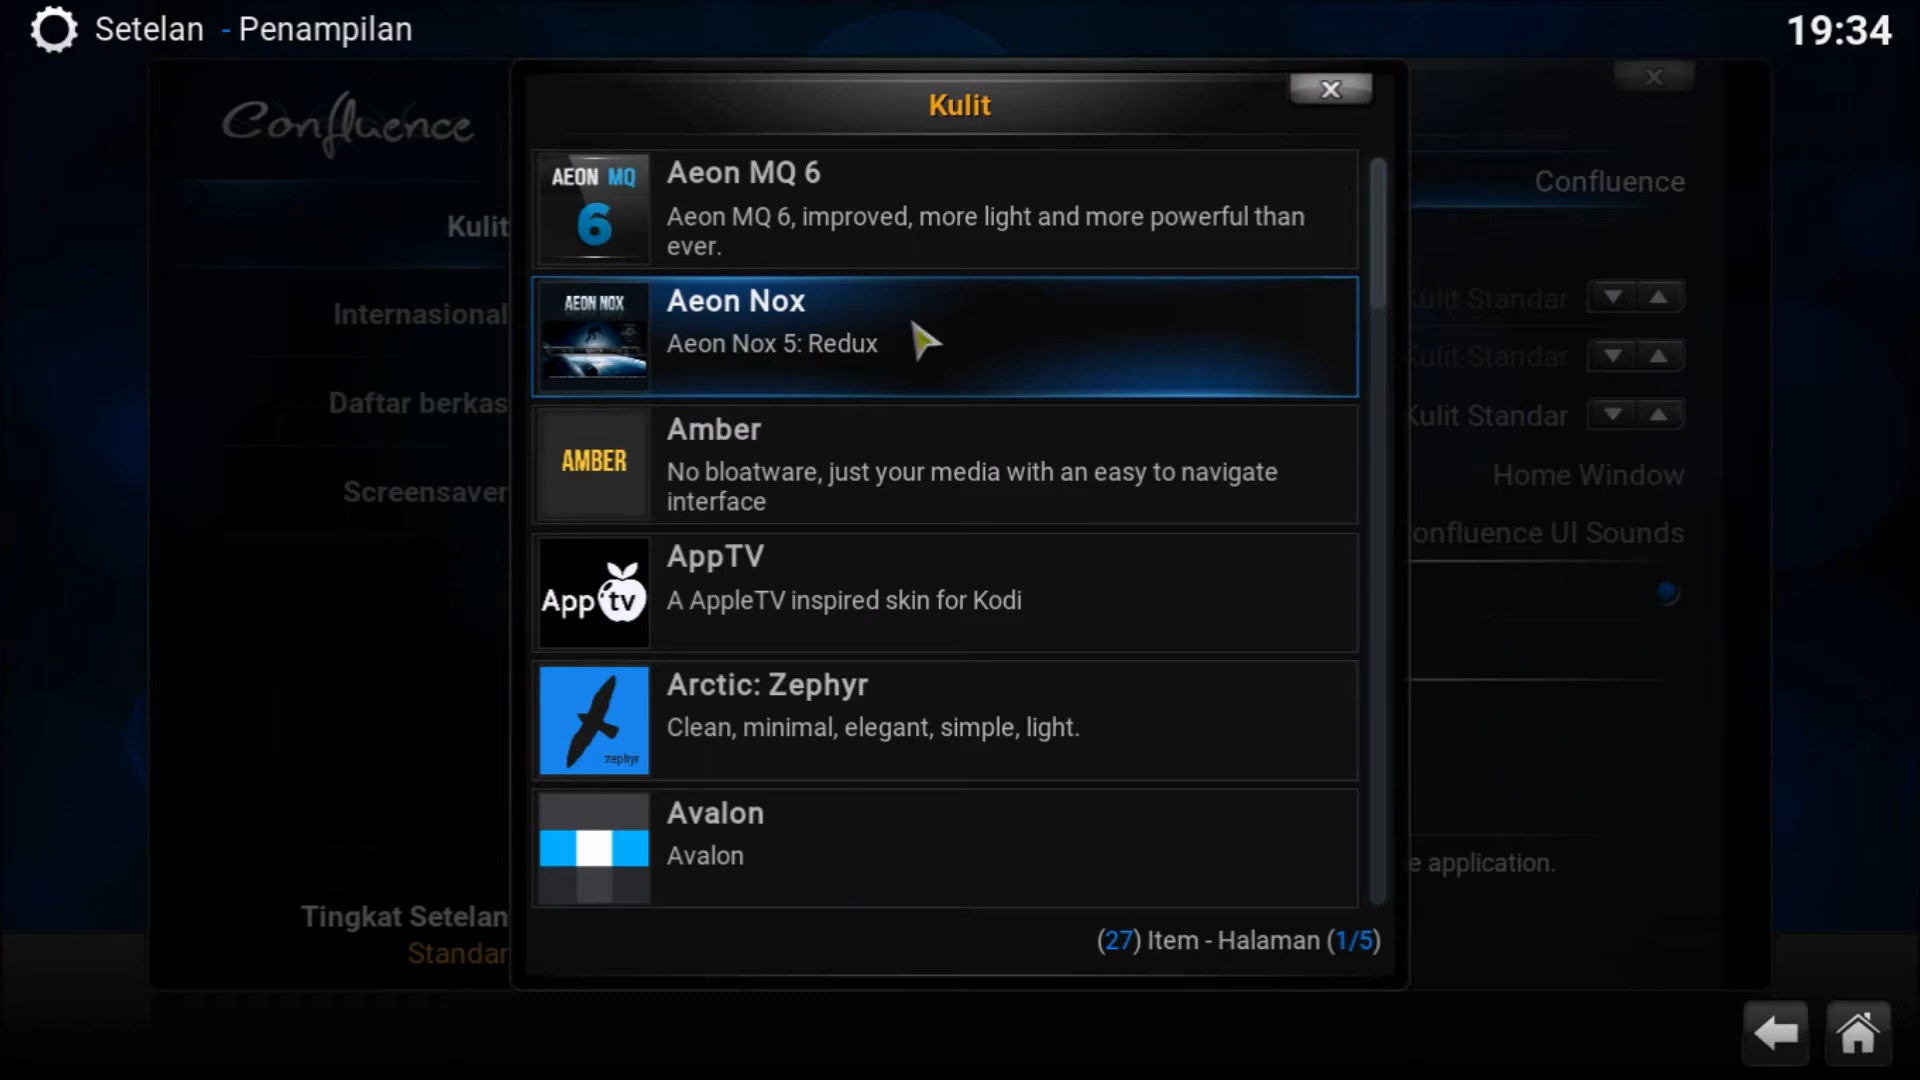 Setelan - Penampilan
19:34
Confluence
Kulit
Internasional
Daftar berkas
Screensaver
Tingkat Setelan
Standar
Kulit
AEON MQ
6
Aeon MQ 6
Aeon MQ 6, improved, more light and more powerful than
ever.
AEON NOX
Aeon Nox
Aeon Nox 5: Redux
AMBER
Amber
No bloatware, just your media with an easy to navigate
interface
App tv
AppTV
A AppleTV inspired skin for Kodi
zephyr
Arctic: Zephyr
Clean, minimal, elegant, simple, light.
Avalon
Avalon
(27) Item - Halaman (1/5)
Confluence
Kulit Standar
Kulit Standar
Kulit Standar
Home Window
onfluence UI Sounds
e application.